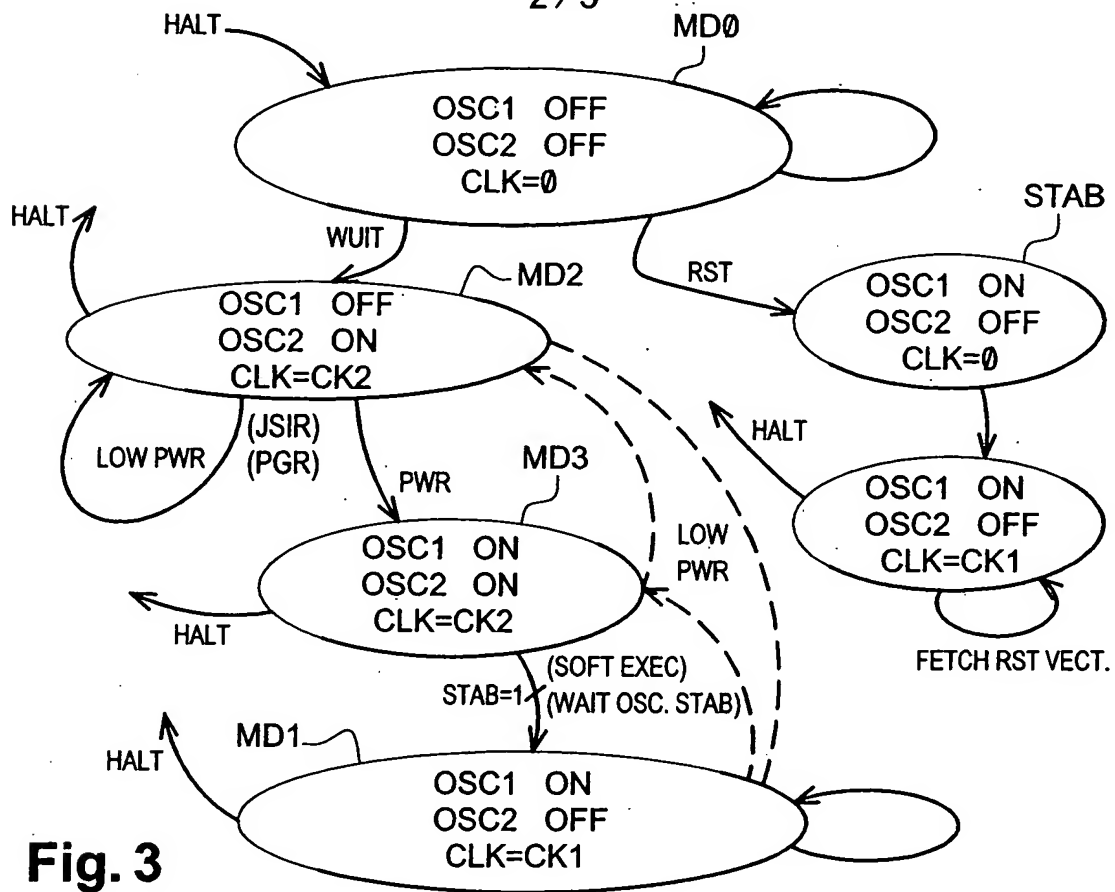 2/5
HALT
MD0
OSC1 OFF
OSC2 OFF
CLK=0
HALT
WUIT
RST
STAB
MD2
OSC1 OFF
OSC2 ON
CLK=CK2
OSC1 ON
OSC2 OFF
CLK=0
LOW PWR
(JSIR)
(PGR)
PWR
MD3
HALT
OSC1 ON
OSC2 ON
CLK=CK2
LOW
PWR
OSC1 ON
OSC2 OFF
CLK=CK1
HALT
FETCH RST VECT.
STAB=1
(SOFT EXEC)
(WAIT OSC. STAB)
MD1
HALT
OSC1 ON
OSC2 OFF
CLK=CK1
Fig. 3